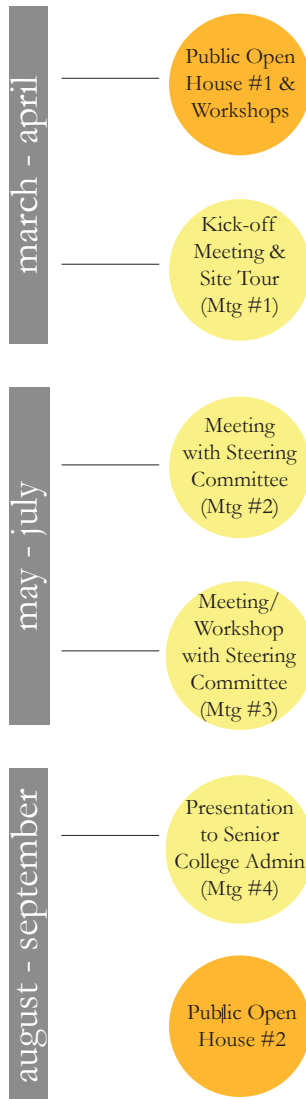 march - april
Public Open
House #1 &
Workshops
Kick-off
Meeting &
Site Tour
(Mtg #1)
may - july
Meeting
with Steering
Committee
(Mtg #2)
Meeting/
Workshop
with Steering
Committee
(Mtg #3)
august - september
Presentation
to Senior
College Admin
(Mtg #4)
Public Open
House #2